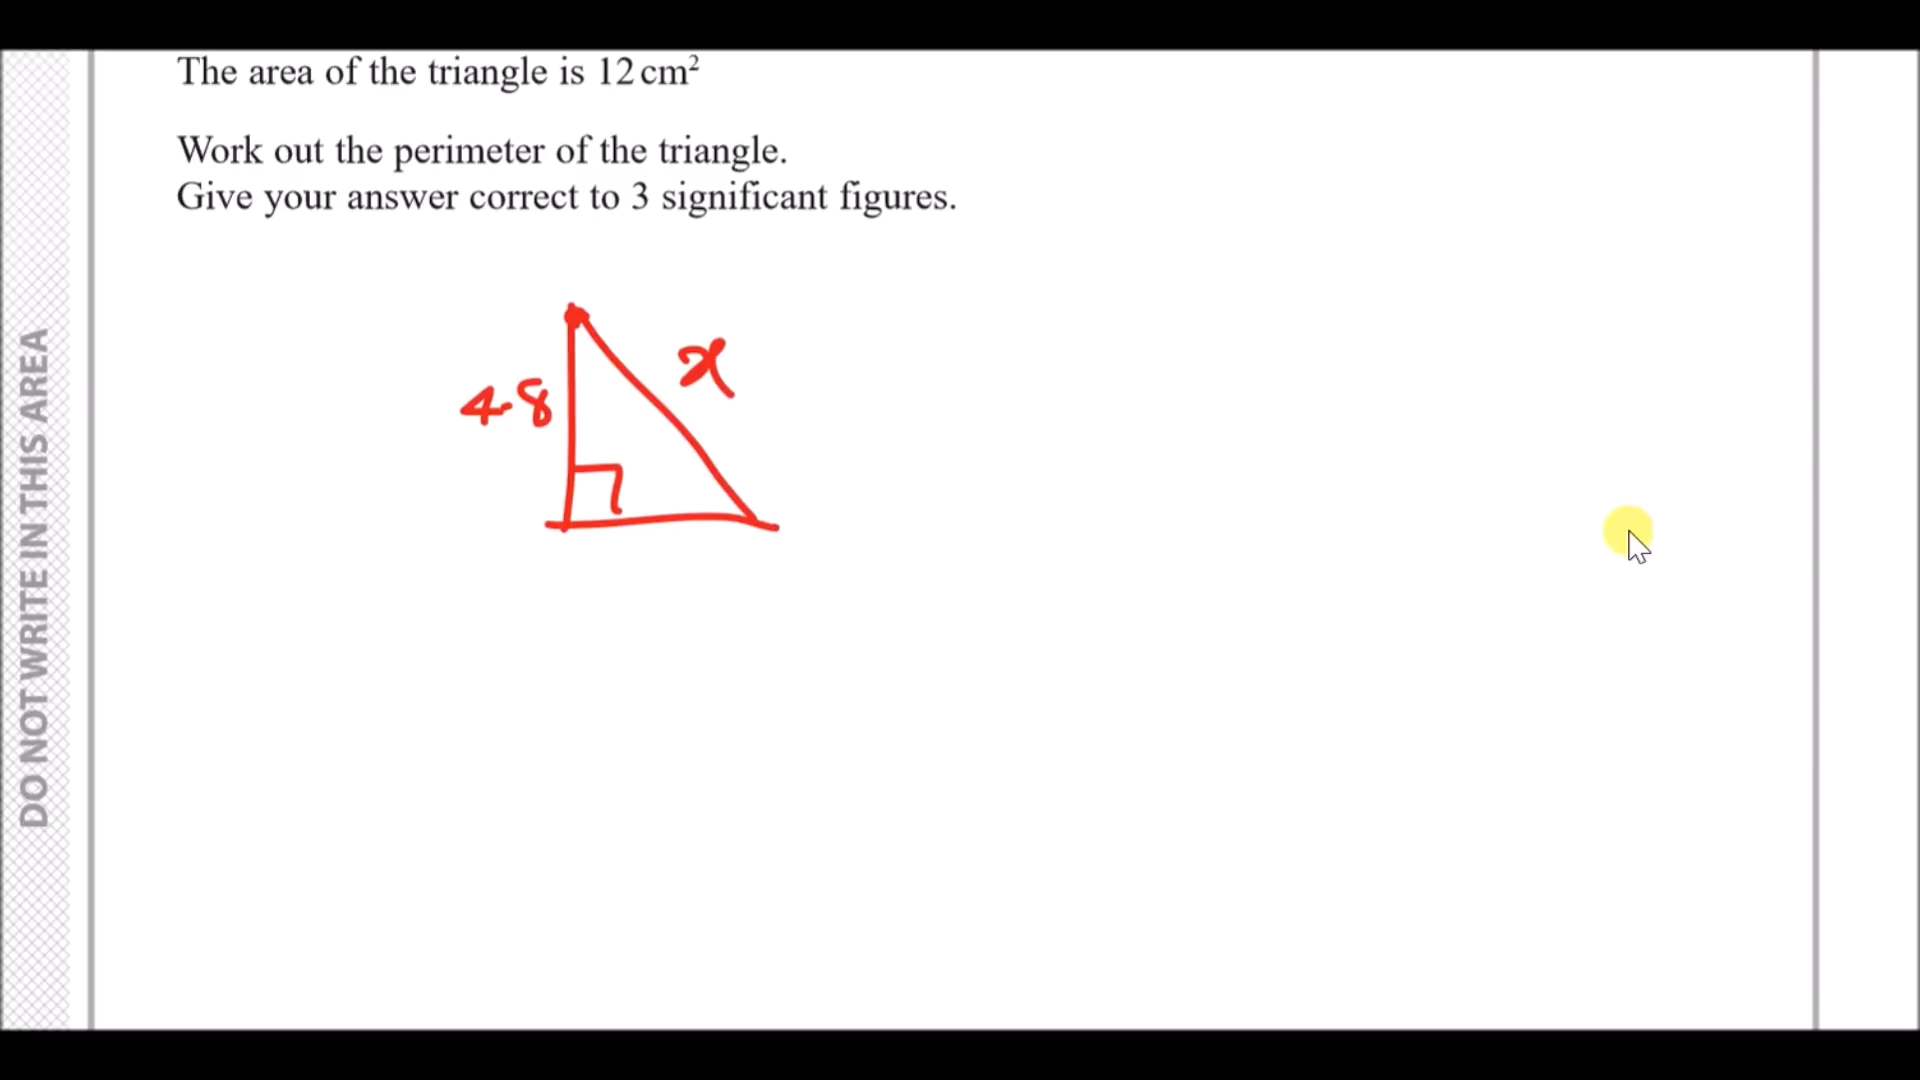 The area of the triangle is 12 cm²
Work out the perimeter of the triangle.
Give your answer correct to 3 significant figures.
4.8
x
DO NOT WRITE IN THIS AREA